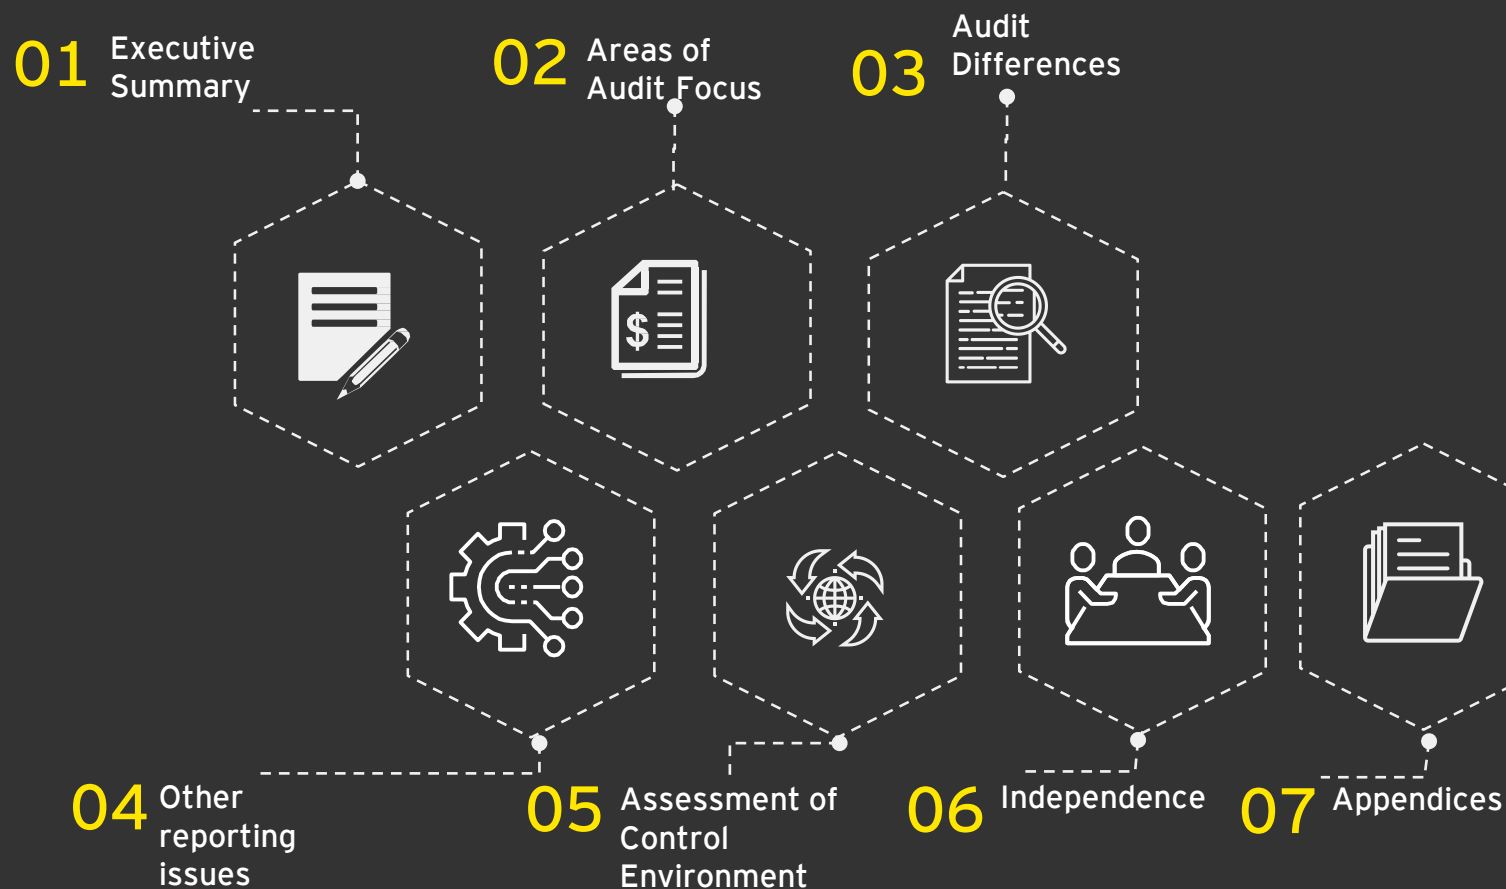 01 Executive
Summary
02 Areas of
Audit Focus
03 Audit
Differences
$
04 Other
reporting
issues
05 Assessment of
Control
Environment
06 Independence
07 Appendices